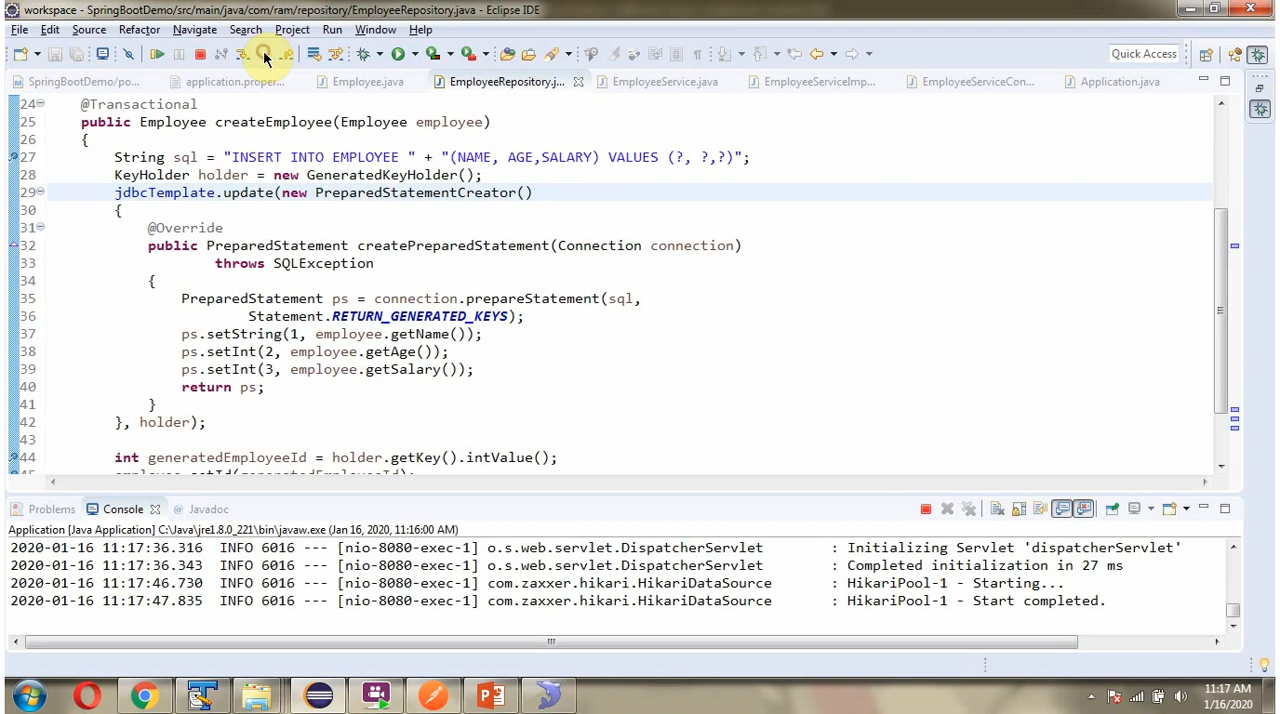 workspace - SpringBootDemo/src/main/java/com/ram/repository/EmployeeRepository.java - Eclipse IDE
File Edit Source Refactor Navigate Search Project Run Window Help
Quick Access
SpringBootDemo/po... application.proper... Employee.java EmployeeRepository.j... EmployeeService.java EmployeeServiceImp... EmployeeServiceCon... Application.java
24 @Transactional
25 public Employee createEmployee(Employee employee)
26 {
27 String sql = "INSERT INTO EMPLOYEE " + "(NAME, AGE,SALARY) VALUES (?, ?,?)";
28 KeyHolder holder = new GeneratedKeyHolder();
29 jdbcTemplate.update(new PreparedStatementCreator()
30 {
31 @Override
32 public PreparedStatement createPreparedStatement(Connection connection)
33 throws SQLException
34 {
35 PreparedStatement ps = connection.prepareStatement(sql,
36 Statement.RETURN_GENERATED_KEYS);
37 ps.setString(1, employee.getName());
38 ps.setInt(2, employee.getAge());
39 ps.setInt(3, employee.getSalary());
40 return ps;
41 }
42 }, holder);
43
44 int generatedEmployeeId = holder.getKey().intValue();
45 employee.setId(generatedEmployeeId);
Problems Console Javadoc
Application [Java Application] C:\Java\jre1.8.0_221\bin\javaw.exe (Jan 16, 2020, 11:16:00 AM)
2020-01-16 11:17:36.316 INFO 6016 --- [nio-8080-exec-1] o.s.web.servlet.DispatcherServlet : Initializing Servlet 'dispatcherServlet'
2020-01-16 11:17:36.343 INFO 6016 --- [nio-8080-exec-1] o.s.web.servlet.DispatcherServlet : Completed initialization in 27 ms
2020-01-16 11:17:46.730 INFO 6016 --- [nio-8080-exec-1] com.zaxxer.hikari.HikariDataSource : HikariPool-1 - Starting...
2020-01-16 11:17:47.835 INFO 6016 --- [nio-8080-exec-1] com.zaxxer.hikari.HikariDataSource : HikariPool-1 - Start completed.
11:17 AM
1/16/2020